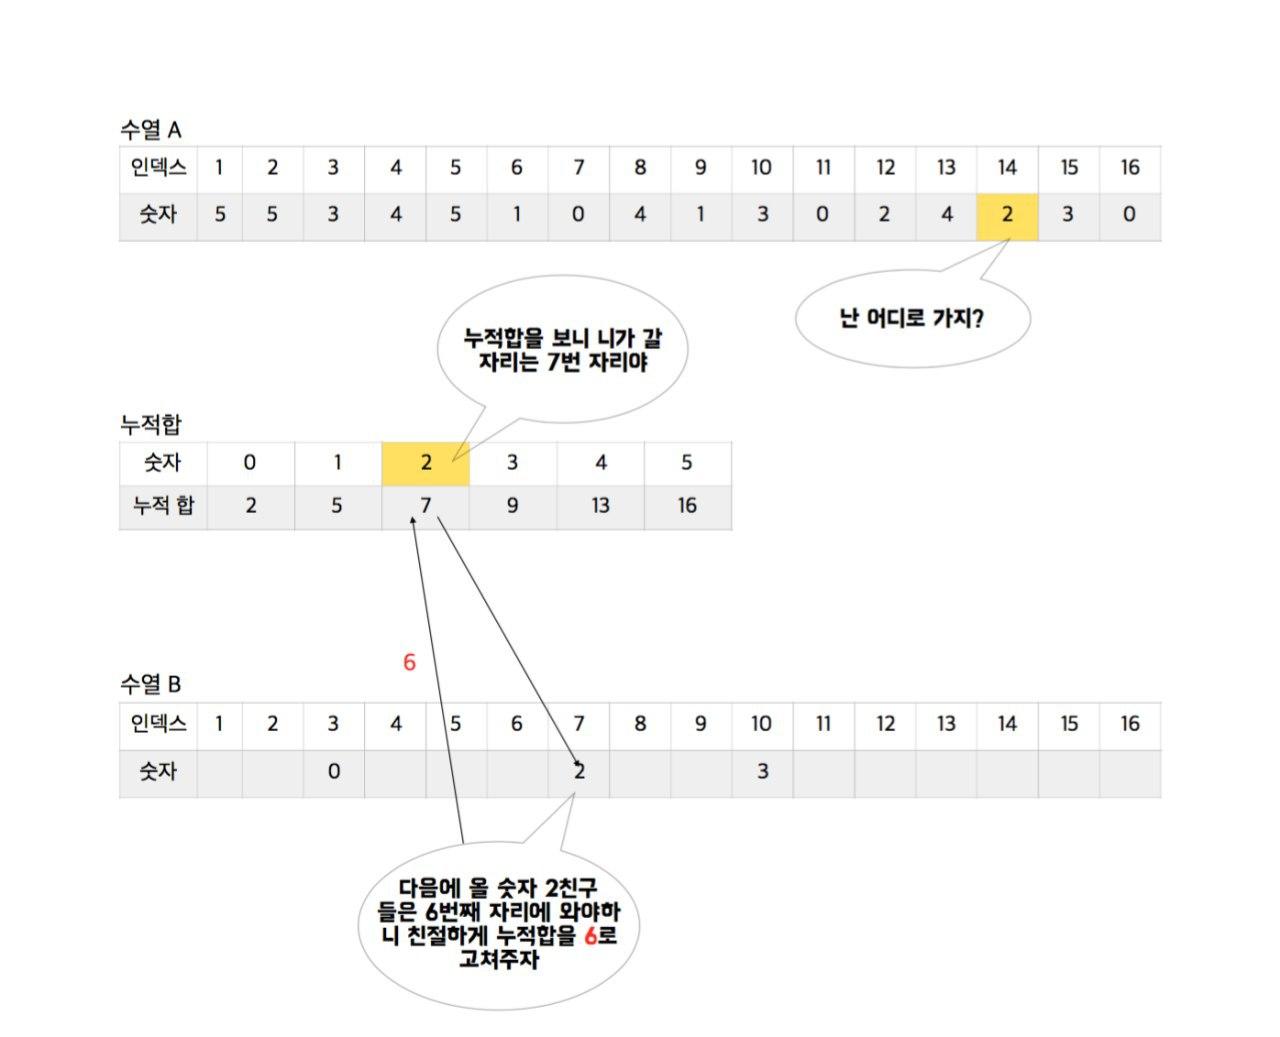 수열 A
인덱스 1 2 3 4 5 6 7 8 9 10 11 12 13 14 15 16
숫자 5 5 3 4 5 1 0 4 1 3 0 2 4 2 3 0
난 어디로 가지?
누적합을 보니 니가 갈
자리는 7번 자리야
누적합
숫자 0 1 2 3 4 5
누적 합 2 5 7 9 13 16
6
수열 B
인덱스 1 2 3 4 5 6 7 8 9 10 11 12 13 14 15 16
숫자 0 2 3
다음에 올 숫자 2친구
들은 6번째 자리에 와야하
니 친절하게 누적합을 6로
고쳐주자